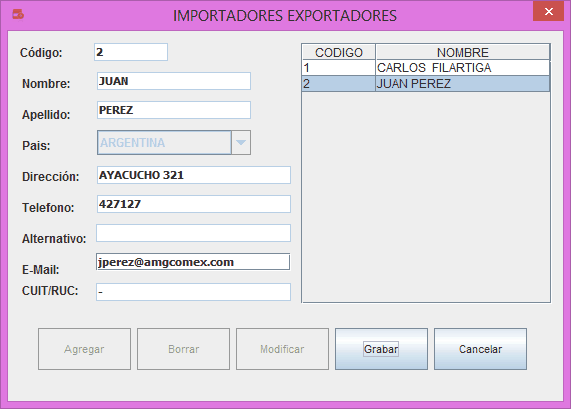 IMPORTADORES EXPORTADORES
Código: 2
Nombre: JUAN
Apellido: PEREZ
Pais: ARGENTINA
Dirección: AYACUCHO 321
Telefono: 427127
Alternativo:
E-Mail: jperez@amgcomex.com
CUIT/RUC: -
CODIGO NOMBRE
1 CARLOS FILARTIGA
2 JUAN PEREZ
Agregar Borrar Modificar Grabar Cancelar